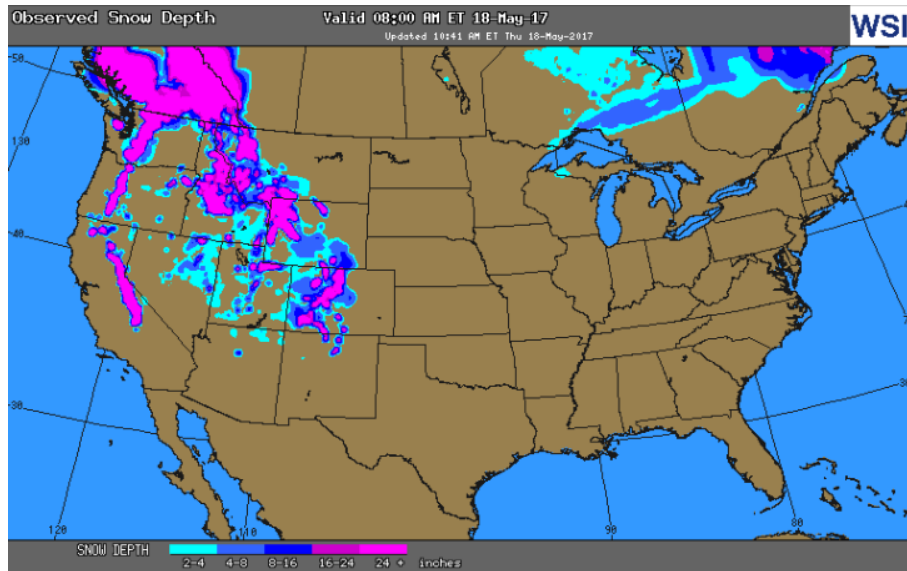 Observed Snow Depth Valid 08:00 AM ET 18-May-17 WSI
Updated 10:41 AM ET Thu 18-May-2017
50
130
40
30
120
110
90
80
SNOW DEPTH
2-4 4-8 8-16 16-24 24 + inches